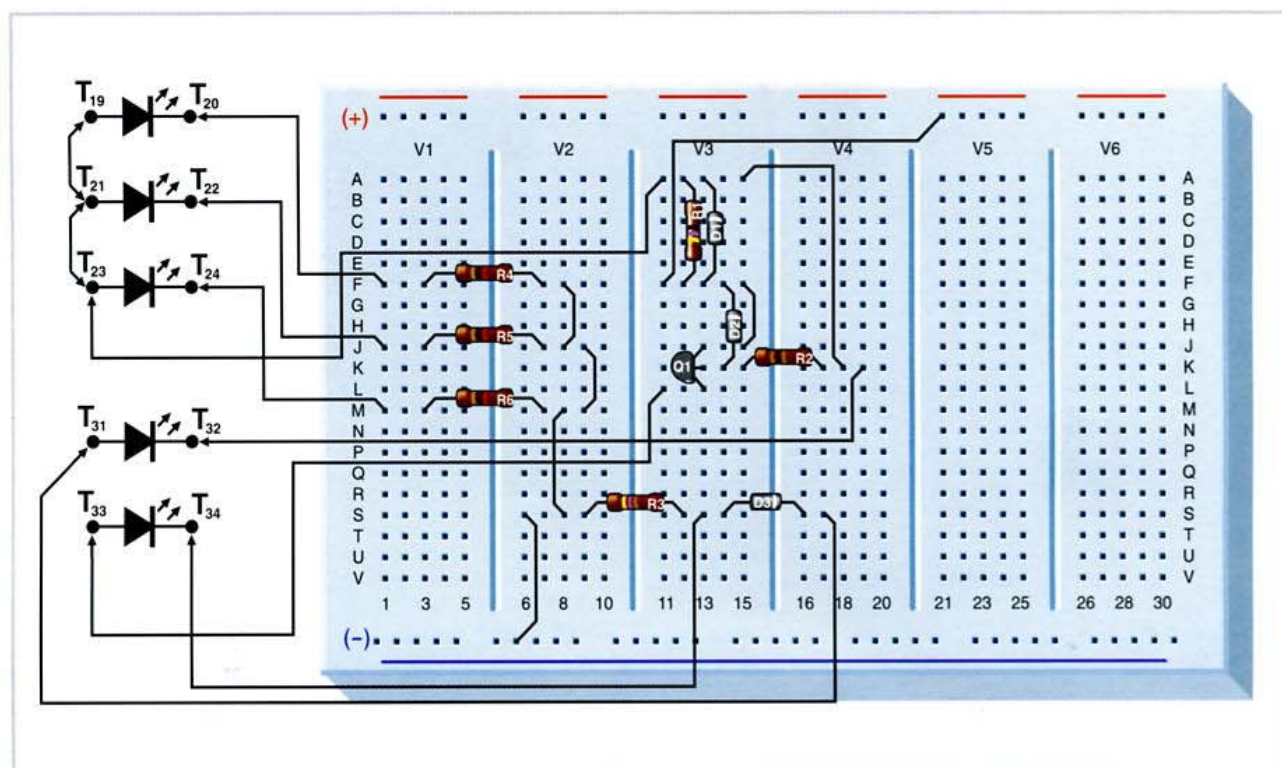 T19 T20
(+)
V1 V2 V3 V4 V5 V6
T21 T22
A A
B B
R1
C C
D1
D D
T23 T24
E E
F R4 F
G G
H D2 H
J R5 J
K Q1 R2 K
L L
M R6 M
T31 T32
N N
P P
Q Q
R R3 D3 R
T33 T34
S S
T T
U U
V V
1 3 5 6 8 10 11 13 15 16 18 20 21 23 25 26 28 30
(-)